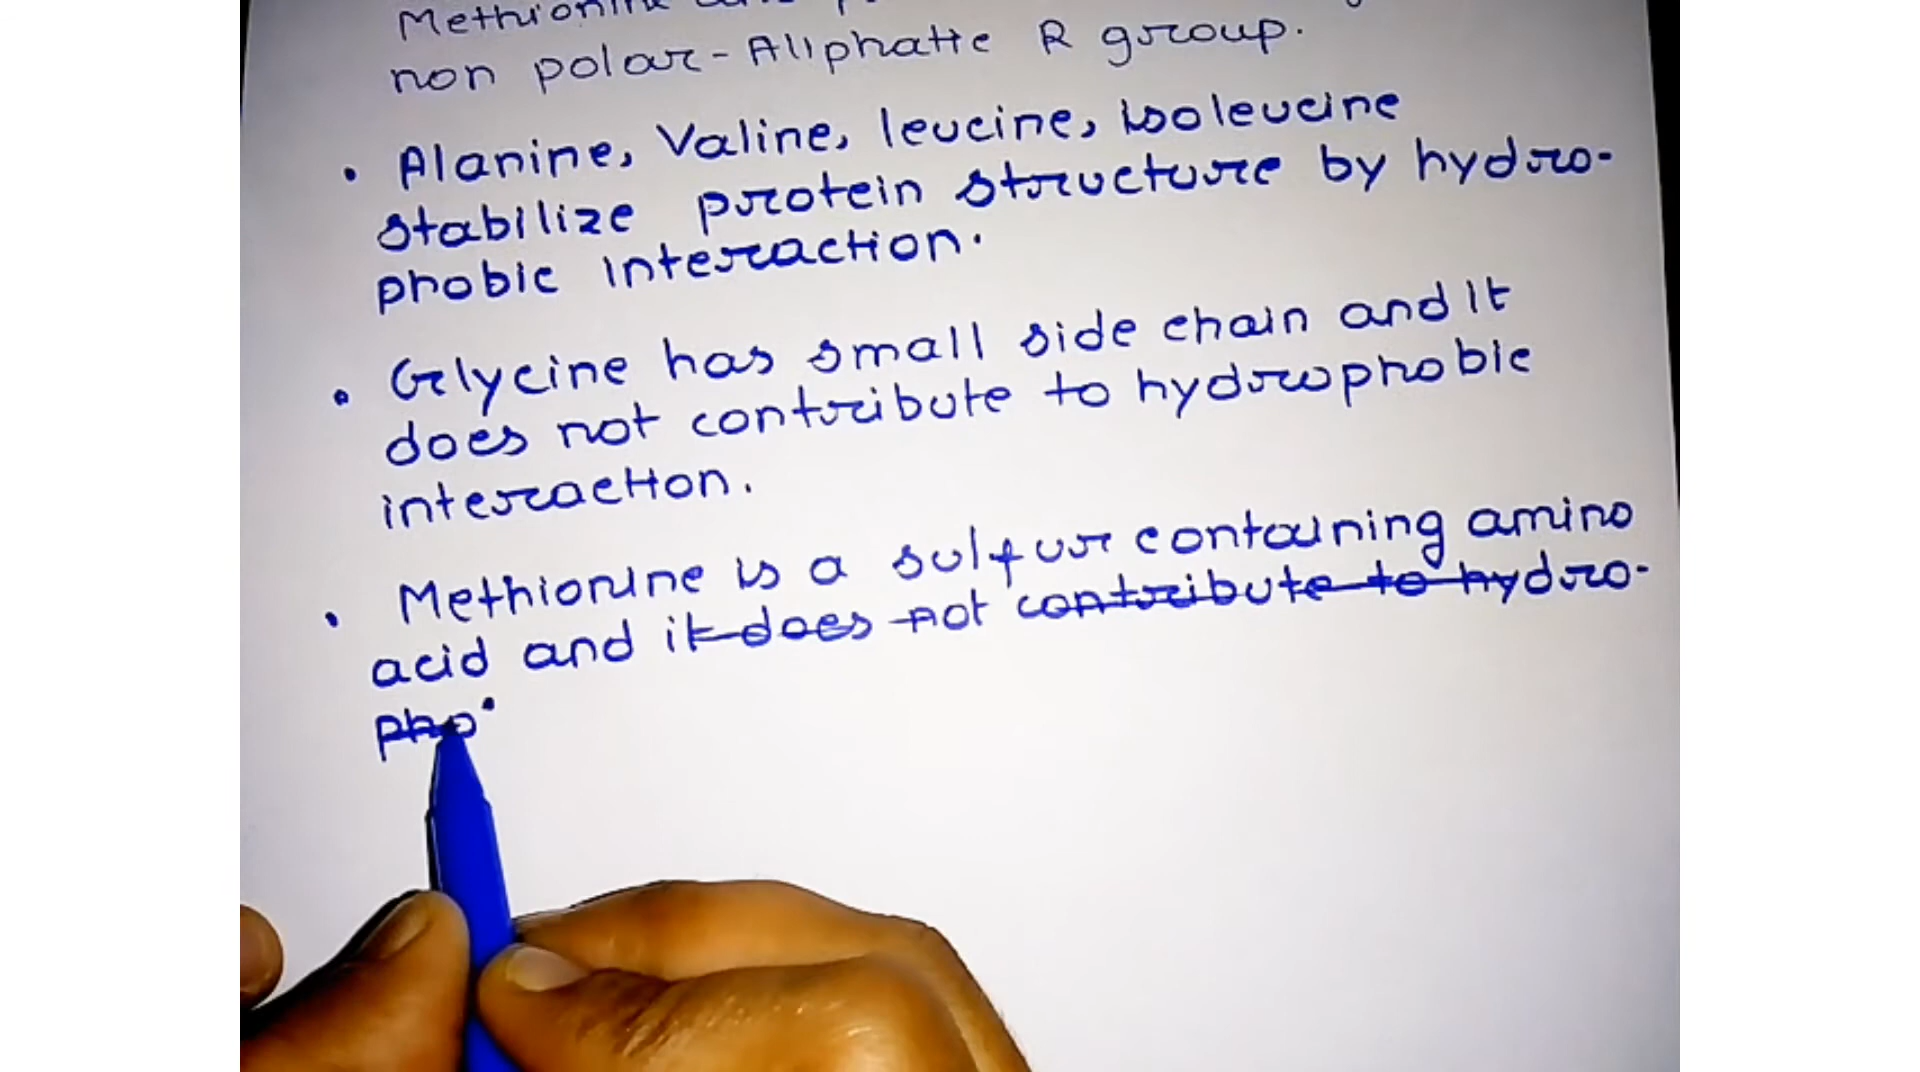 Methionine
non polar-Aliphatic R group.
• Alanine, Valine, leucine, isoleucine
stabilize protein structure by hydro-
phobic interaction.
• Glycine has small side chain and it
does not contribute to hydrophobic
interaction.
• Methionine is a sulfur containing amino
acid and it does not contribute to hydro-
pho